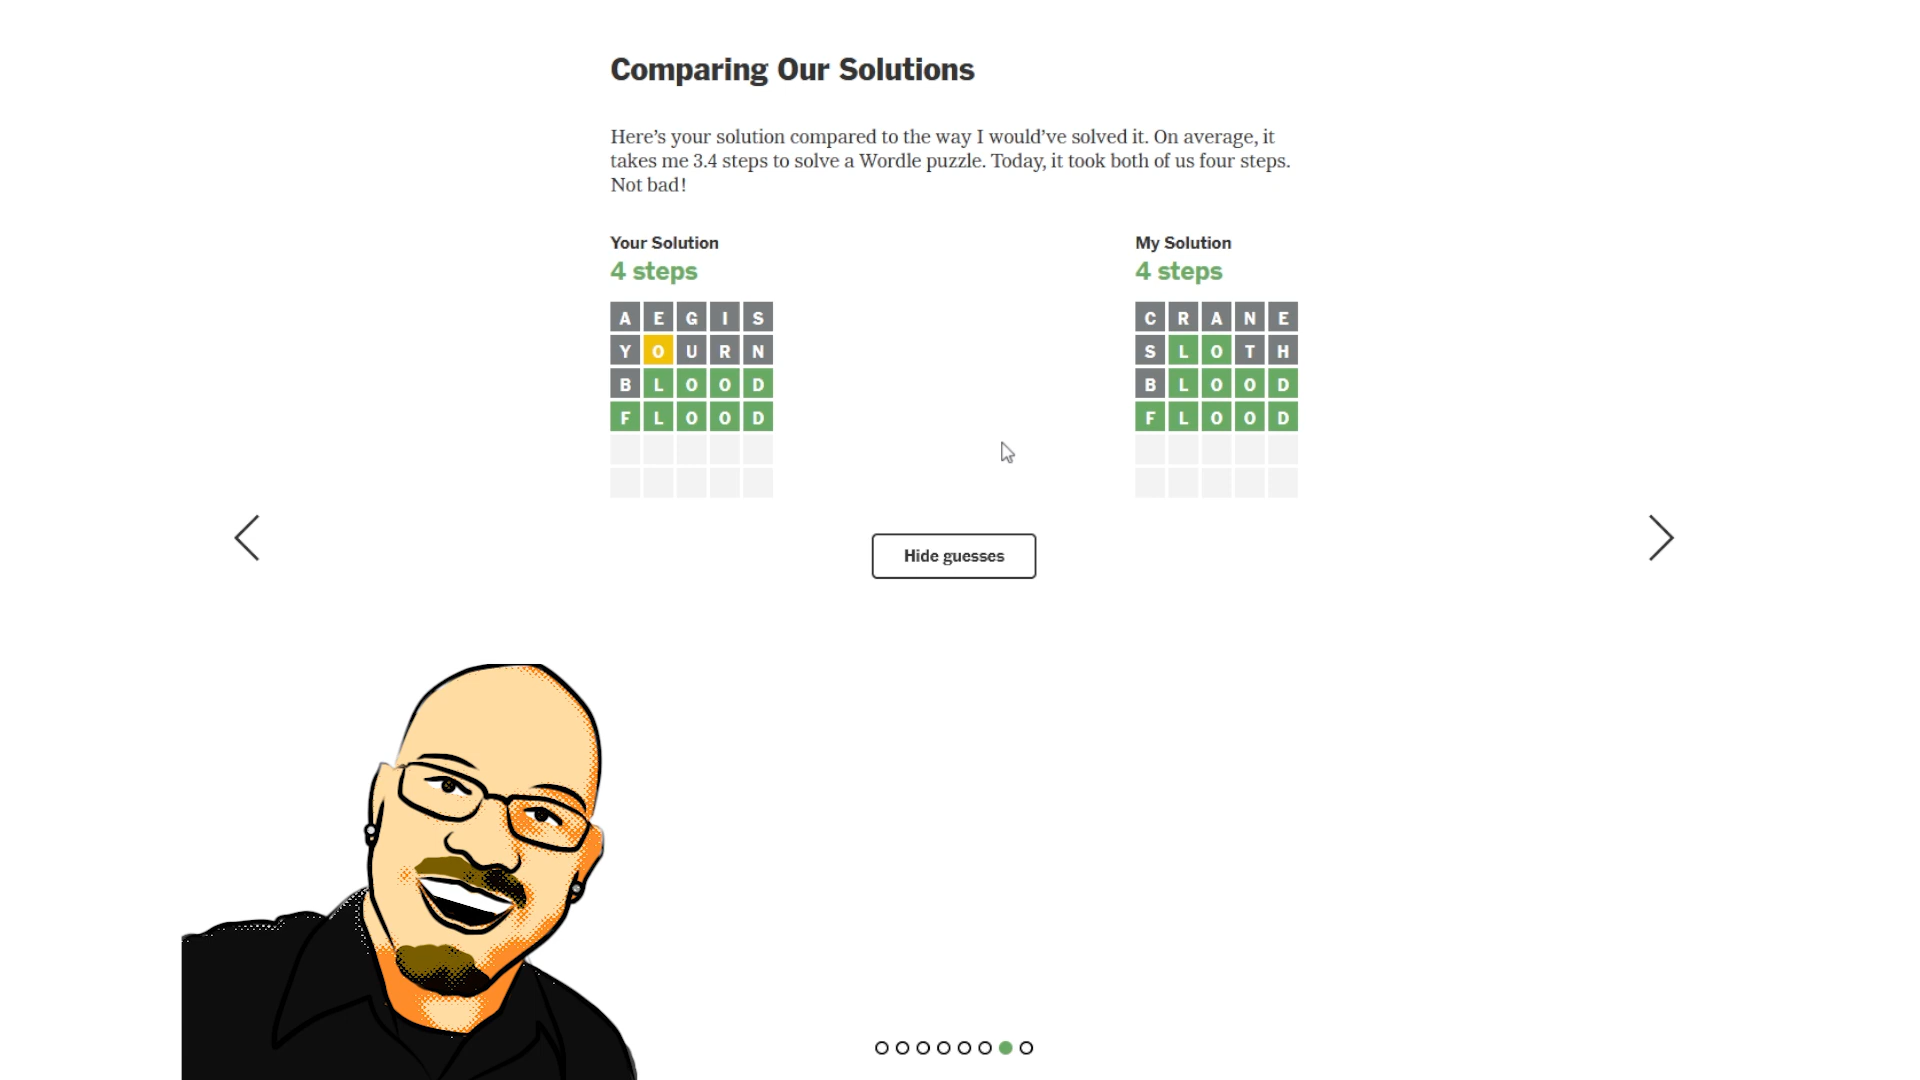 Comparing Our Solutions
Here’s your solution compared to the way I would’ve solved it. On average, it
takes me 3.4 steps to solve a Wordle puzzle. Today, it took both of us four steps.
Not bad!
Your Solution
4 steps
AEGIS
YOURN
BLOOD
FLOOD
My Solution
4 steps
CRANE
SLOTH
BLOOD
FLOOD
Hide guesses